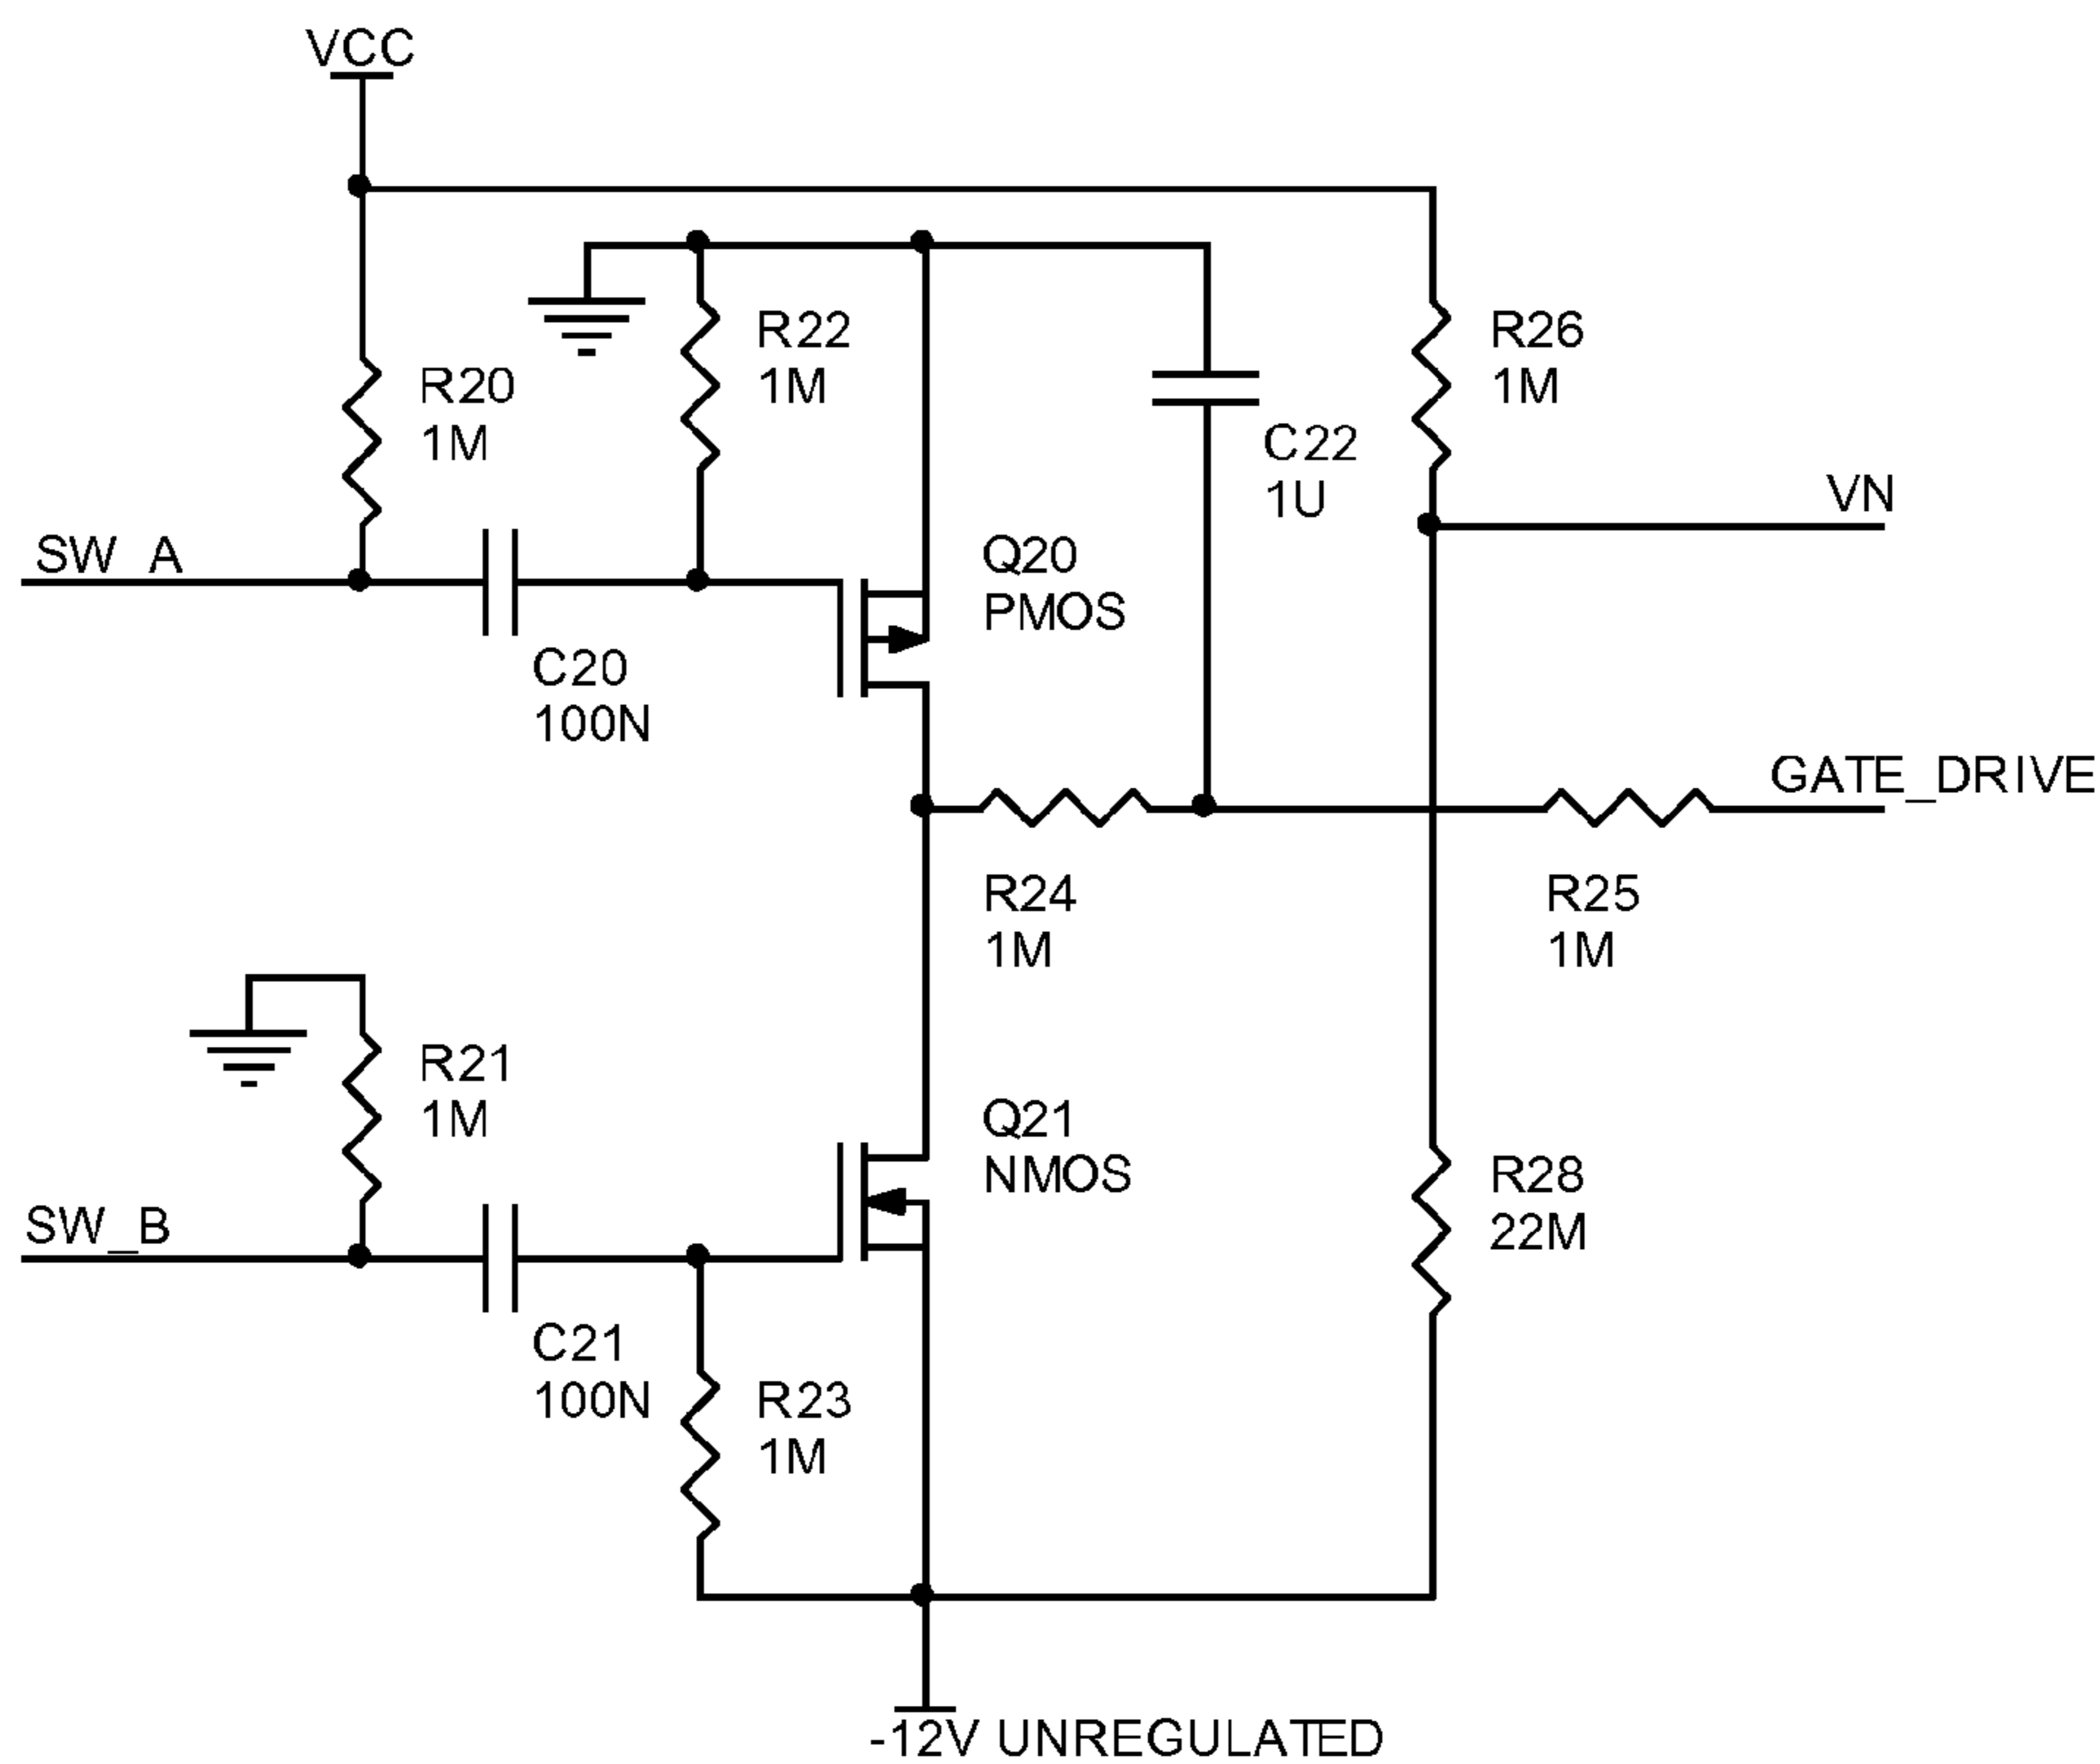 VCC
R22
1M
R26
1M
R20
1M
C22
1U
VN
SW_A
Q20
PMOS
C20
100N
GATE_DRIVE
R24
1M
R25
1M
R21
1M
Q21
NMOS
R28
22M
SW_B
C21
100N
R23
1M
-12V UNREGULATED